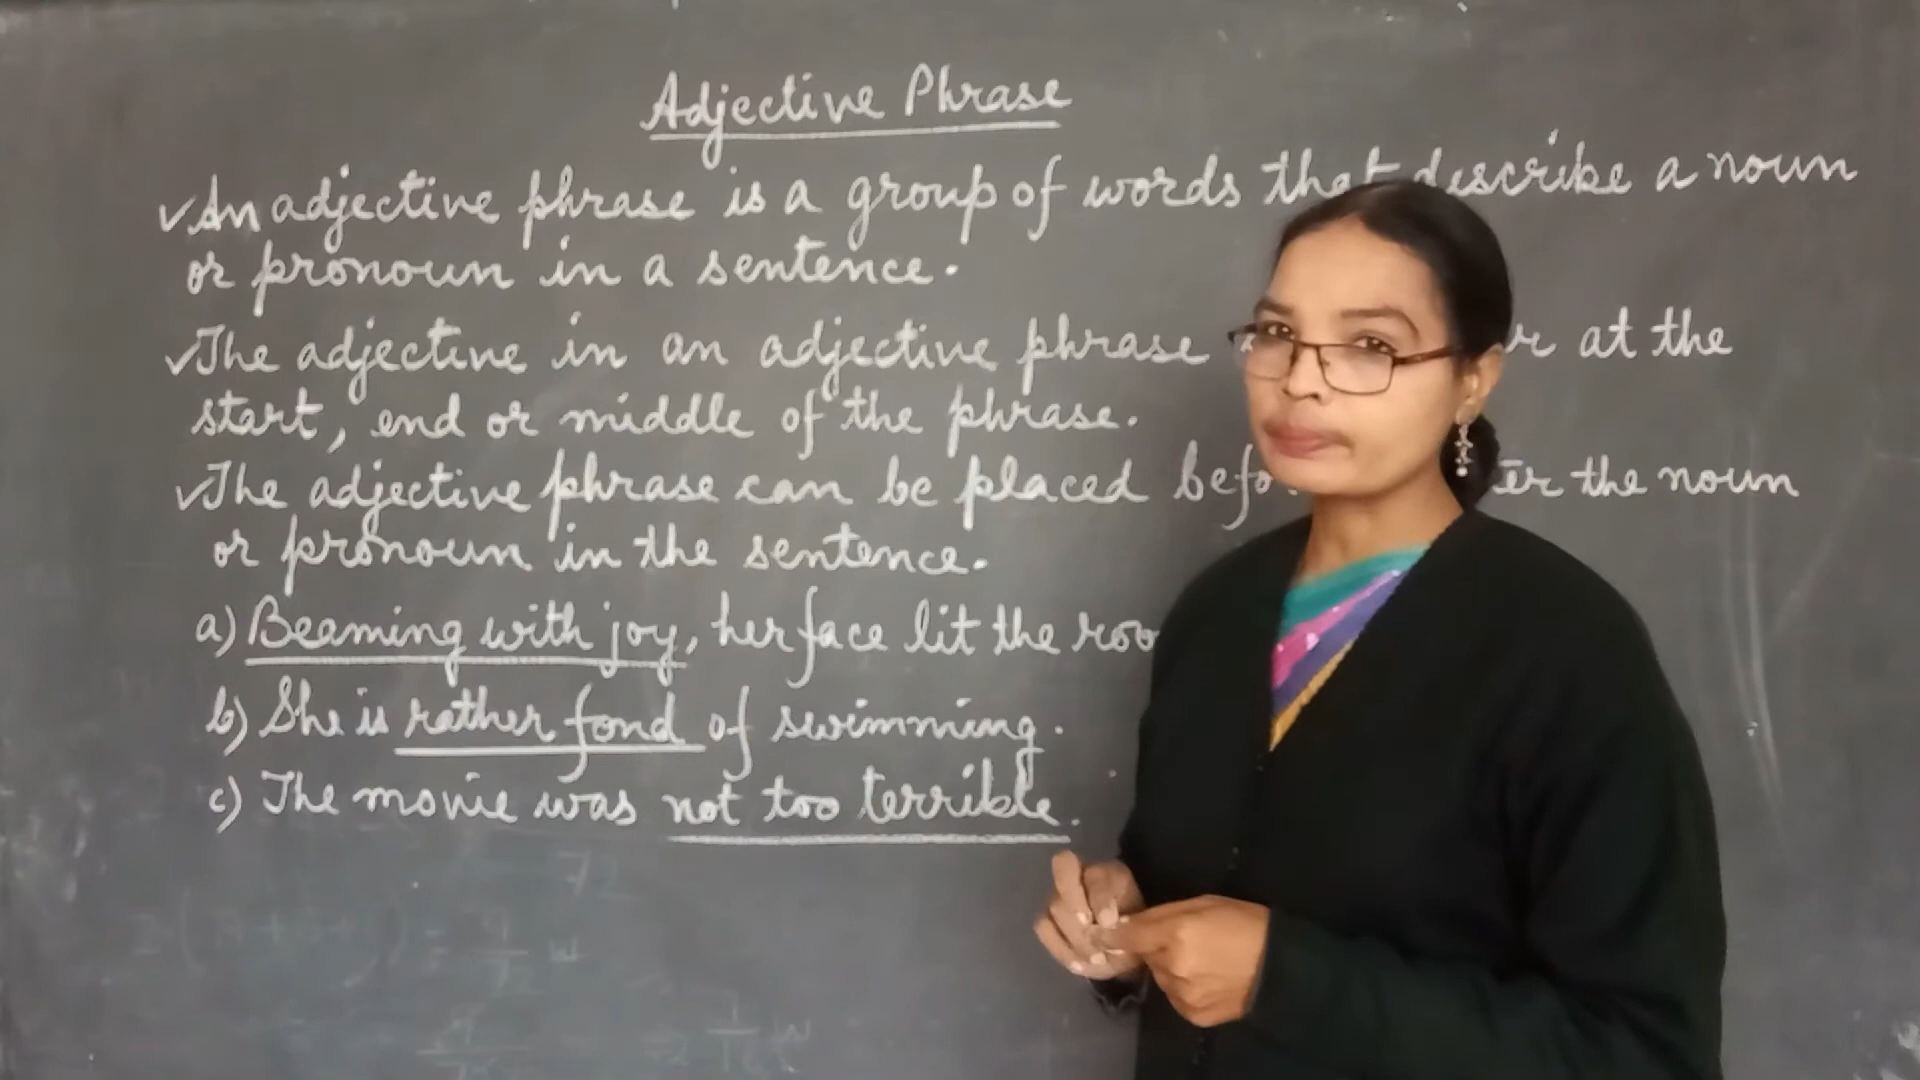 Adjective Phrase
✓An adjective phrase is a group of words that describe a noun
or pronoun in a sentence.
✓The adjective in an adjective phrase at the
start, end or middle of the phrase.
✓The adjective phrase can be placed the noun
or pronoun in the sentence.
a) Beaming with joy, her face lit the
b) She is rather fond of swimming.
c) The movie was not too terrible.